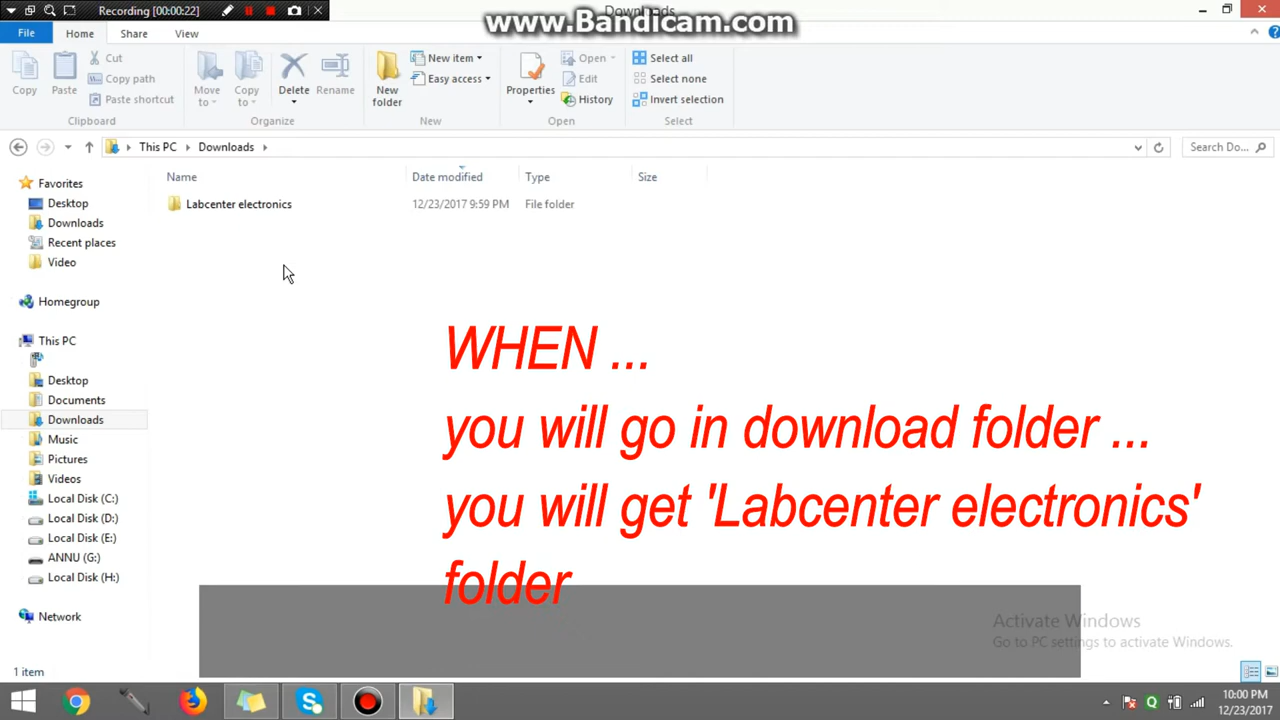 Recording [00:00:22]
www.Bandicam.com
Downloads
File Home Share View
Copy
Paste
Cut
Copy path
Paste shortcut
Clipboard
Move to
Copy to
Delete
Rename
Organize
New folder
New item
Easy access
New
Properties
Open
Edit
History
Open
Select all
Select none
Invert selection
Select
This PC Downloads
Search Do...
Name Date modified Type Size
Labcenter electronics 12/23/2017 9:59 PM File folder
Favorites
Desktop
Downloads
Recent places
Video
Homegroup
This PC
Desktop
Documents
Downloads
Music
Pictures
Videos
Local Disk (C:)
Local Disk (D:)
Local Disk (E:)
ANNU (G:)
Local Disk (H:)
Network
WHEN ...
you will go in download folder ...
you will get 'Labcenter electronics'
folder
Activate Windows
Go to PC settings to activate Windows.
1 item
10:00 PM
12/23/2017